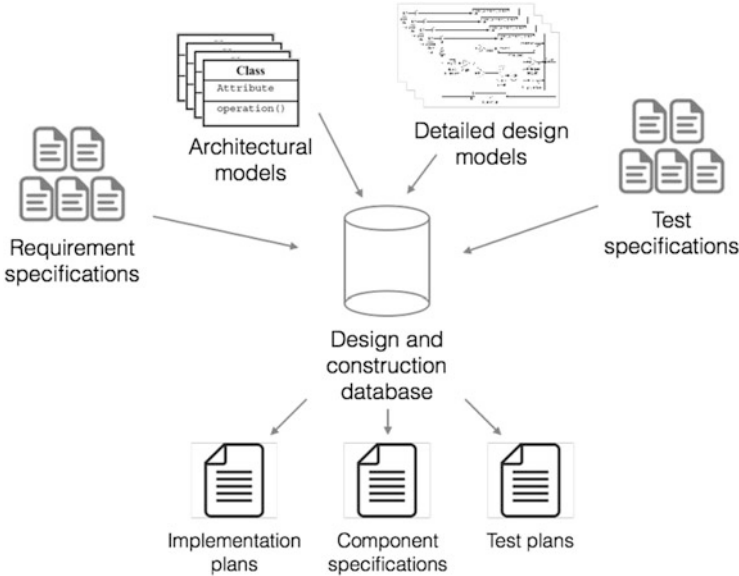 Class
Attribute
operation()
Architectural
models
Detailed design
models
Requirement
specifications
Test
specifications
Design and
construction
database
Implementation
plans
Component
specifications
Test plans